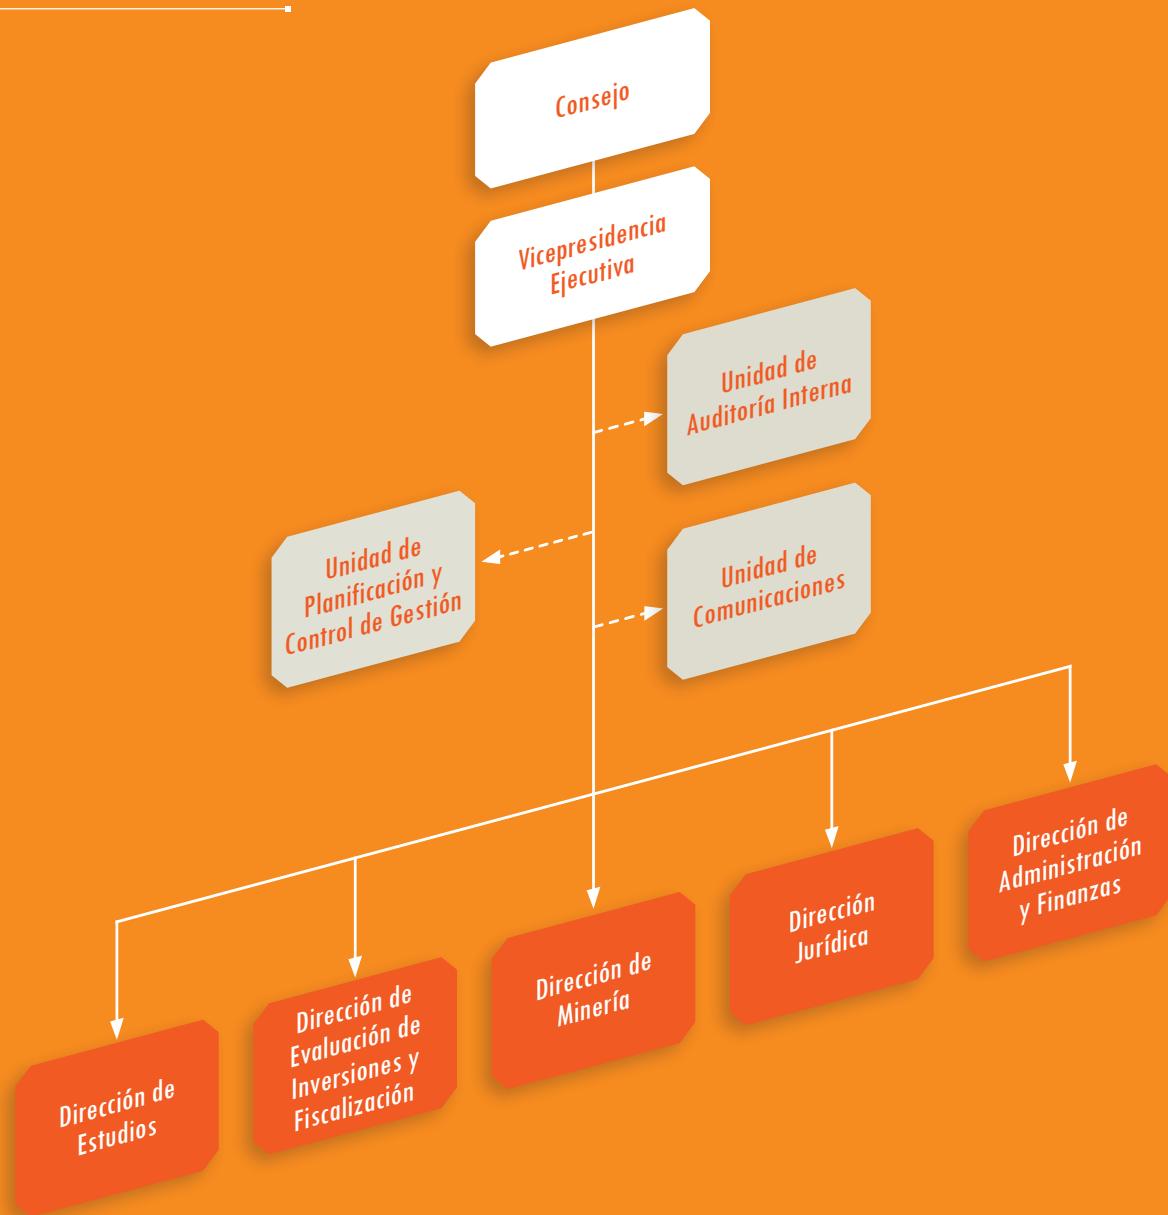 Consejo
Vicepresidencia
Ejecutiva
Unidad de
Auditoría Interna
Unidad de
Planificación y
Control de Gestión
Unidad de
Comunicaciones
Dirección de
Estudios
Dirección de
Evaluación de
Inversiones y
Fiscalización
Dirección de
Minería
Dirección
Jurídica
Dirección de
Administración
y Finanzas